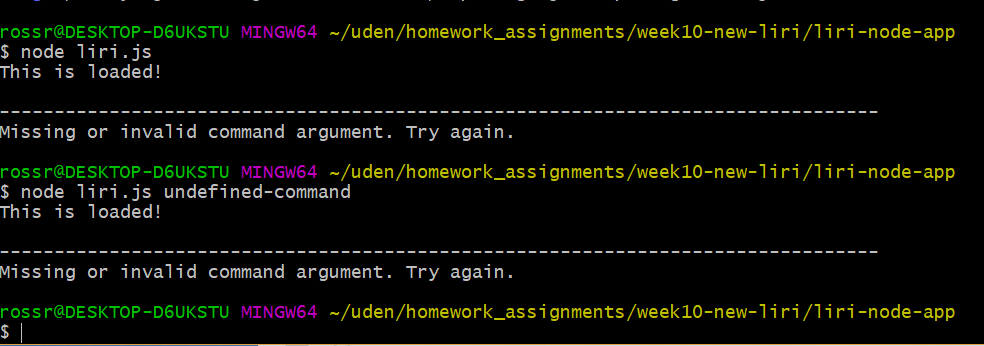 rossr@DESKTOP-D6UKSTU MINGW64 ~/uden/homework_assignments/week10-new-liri/liri-node-app
$ node liri.js
This is loaded!
--------------------------------------------------------------------------------
Missing or invalid command argument. Try again.
rossr@DESKTOP-D6UKSTU MINGW64 ~/uden/homework_assignments/week10-new-liri/liri-node-app
$ node liri.js undefined-command
This is loaded!
--------------------------------------------------------------------------------
Missing or invalid command argument. Try again.
rossr@DESKTOP-D6UKSTU MINGW64 ~/uden/homework_assignments/week10-new-liri/liri-node-app
$